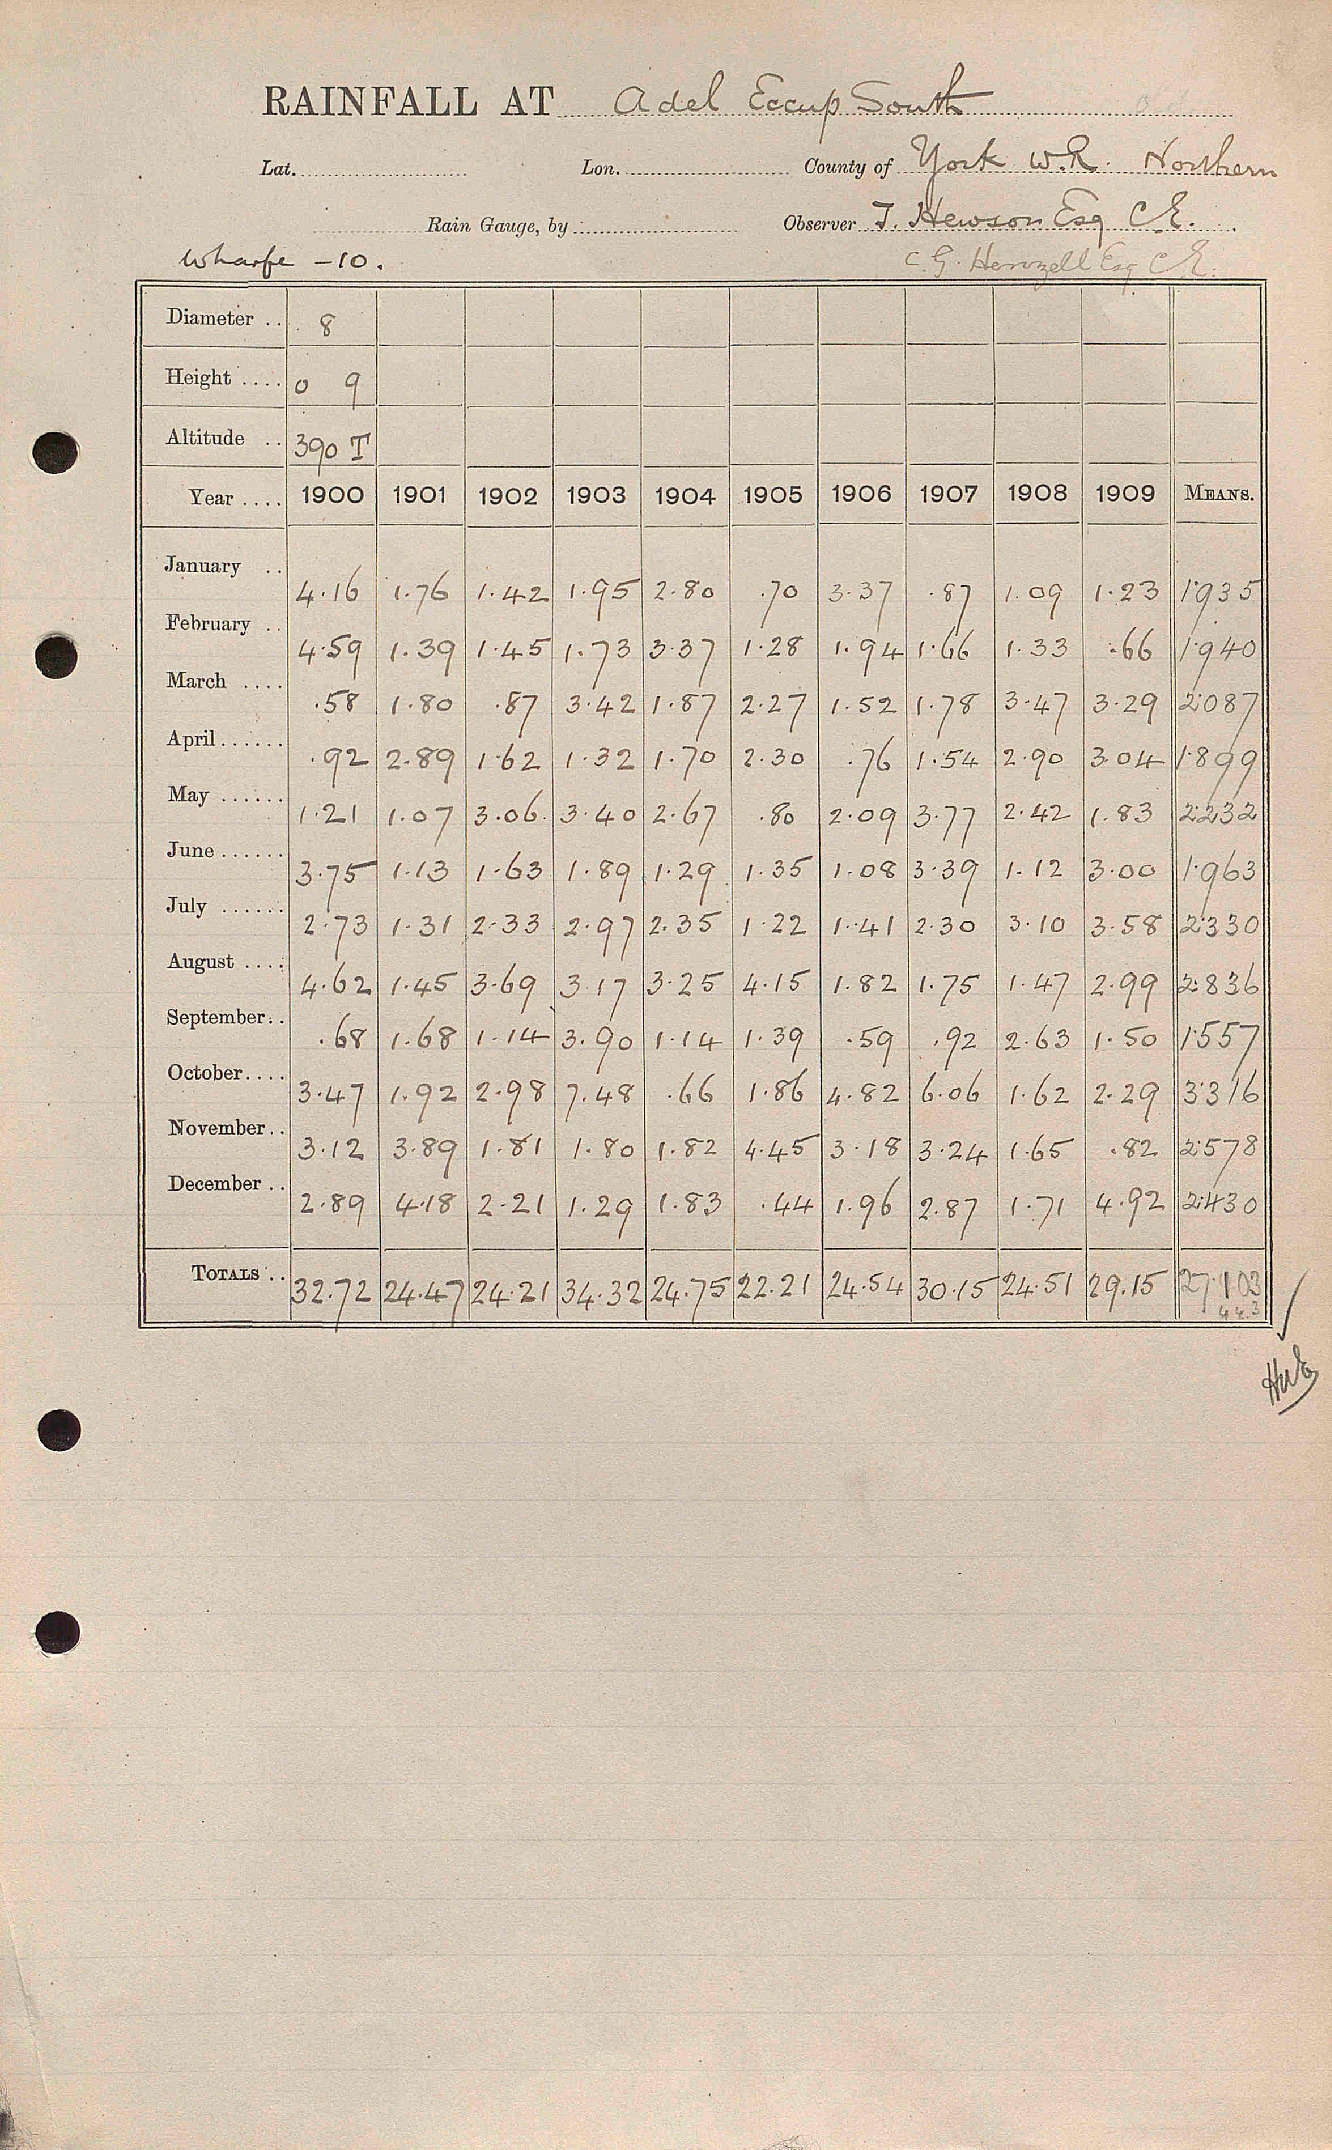 RAINFALL AT Adel Eccup South
Lat. Lon. County of York W.R. Northern
Rain Gauge, by Observer T. Hewson Esq C.E.
Wharfe - 10. C. G. Henzell Esq C.E.
Diameter .. 8
Height .... 0 9
Altitude .. 390 T
Year .... 1900 1901 1902 1903 1904 1905 1906 1907 1908 1909 MEANS.
January .. 4.16 1.76 1.42 1.95 2.80 .70 3.37 .87 1.09 1.23 1.935
February .. 4.59 1.39 1.45 1.73 3.37 1.28 1.94 1.66 1.33 .66 1.940
March .... .58 1.80 .87 3.42 1.87 2.27 1.52 1.78 3.47 3.29 2.087
April ...... .92 2.89 1.62 1.32 1.70 2.30 .76 1.54 2.90 3.04 1.899
May ...... 1.21 1.07 3.06 3.40 2.67 .80 2.09 3.77 2.42 1.83 2.232
June ...... 3.75 1.13 1.63 1.89 1.29 1.35 1.08 3.39 1.12 3.00 1.963
July ...... 2.73 1.31 2.33 2.97 2.35 1.22 1.41 2.30 3.10 3.58 2.330
August .... 4.62 1.45 3.69 3.17 3.25 4.15 1.82 1.75 1.47 2.99 2.836
September .. .68 1.68 1.14 3.90 1.14 1.39 .59 .92 2.63 1.50 1.557
October .... 3.47 1.92 2.98 7.48 .66 1.86 4.82 6.06 1.62 2.29 3.316
November .. 3.12 3.89 1.81 1.80 1.82 4.45 3.18 3.24 1.65 .82 2.578
December .. 2.89 4.18 2.21 1.29 1.83 .44 1.96 2.87 1.71 4.92 2.430
TOTALS .. 32.72 24.47 24.21 34.32 24.75 22.21 24.54 30.15 24.51 29.15 27.103